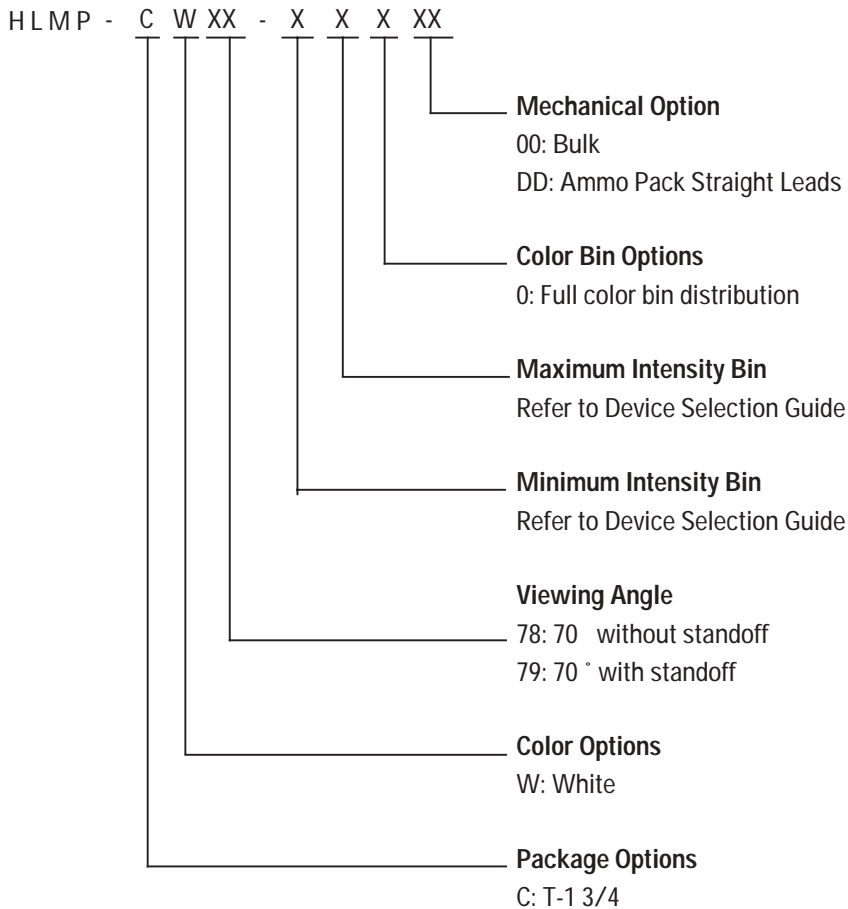 HLMP - C W XX - X X X XX
Mechanical Option
00: Bulk
DD: Ammo Pack Straight Leads
Color Bin Options
0: Full color bin distribution
Maximum Intensity Bin
Refer to Device Selection Guide
Minimum Intensity Bin
Refer to Device Selection Guide
Viewing Angle
78: 70 without standoff
79: 70 ° with standoff
Color Options
W: White
Package Options
C: T-1 3/4